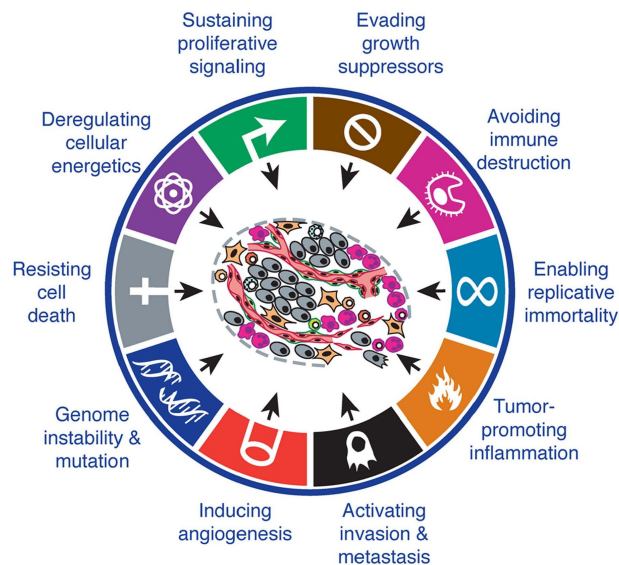 Sustaining
proliferative
signaling
Evading
growth
suppressors
Avoiding
immune
destruction
Enabling
replicative
immortality
Tumor-
promoting
inflammation
Activating
invasion &
metastasis
Inducing
angiogenesis
Genome
instability &
mutation
Resisting
cell
death
Deregulating
cellular
energetics